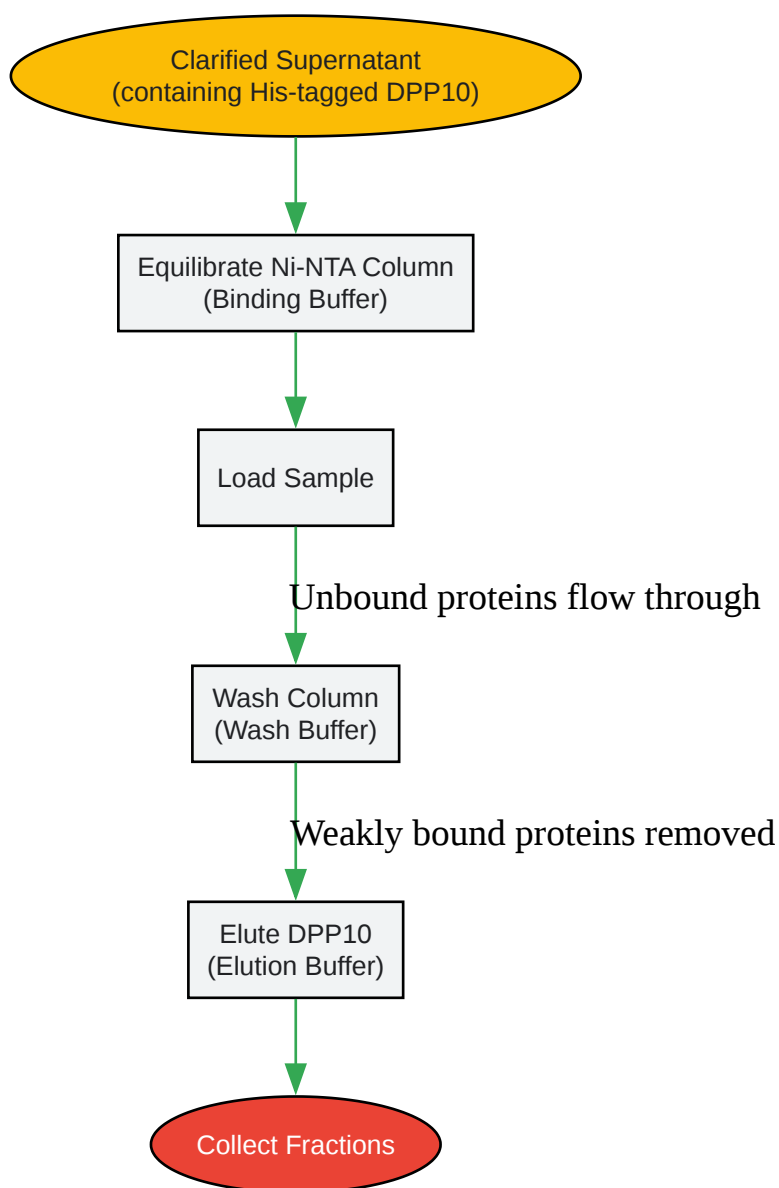 Clarified Supernatant
(containing His-tagged DPP10)
Equilibrate Ni-NTA Column
(Binding Buffer)
Load Sample
Unbound proteins flow through
Wash Column
(Wash Buffer)
Weakly bound proteins removed
Elute DPP10
(Elution Buffer)
Collect Fractions